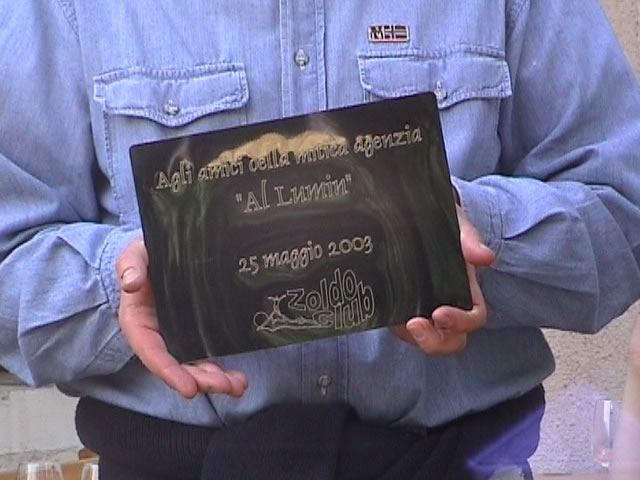 Agli amici della mitica agenzia
"Al Lumin"
25 maggio 2003
Zoldo
club